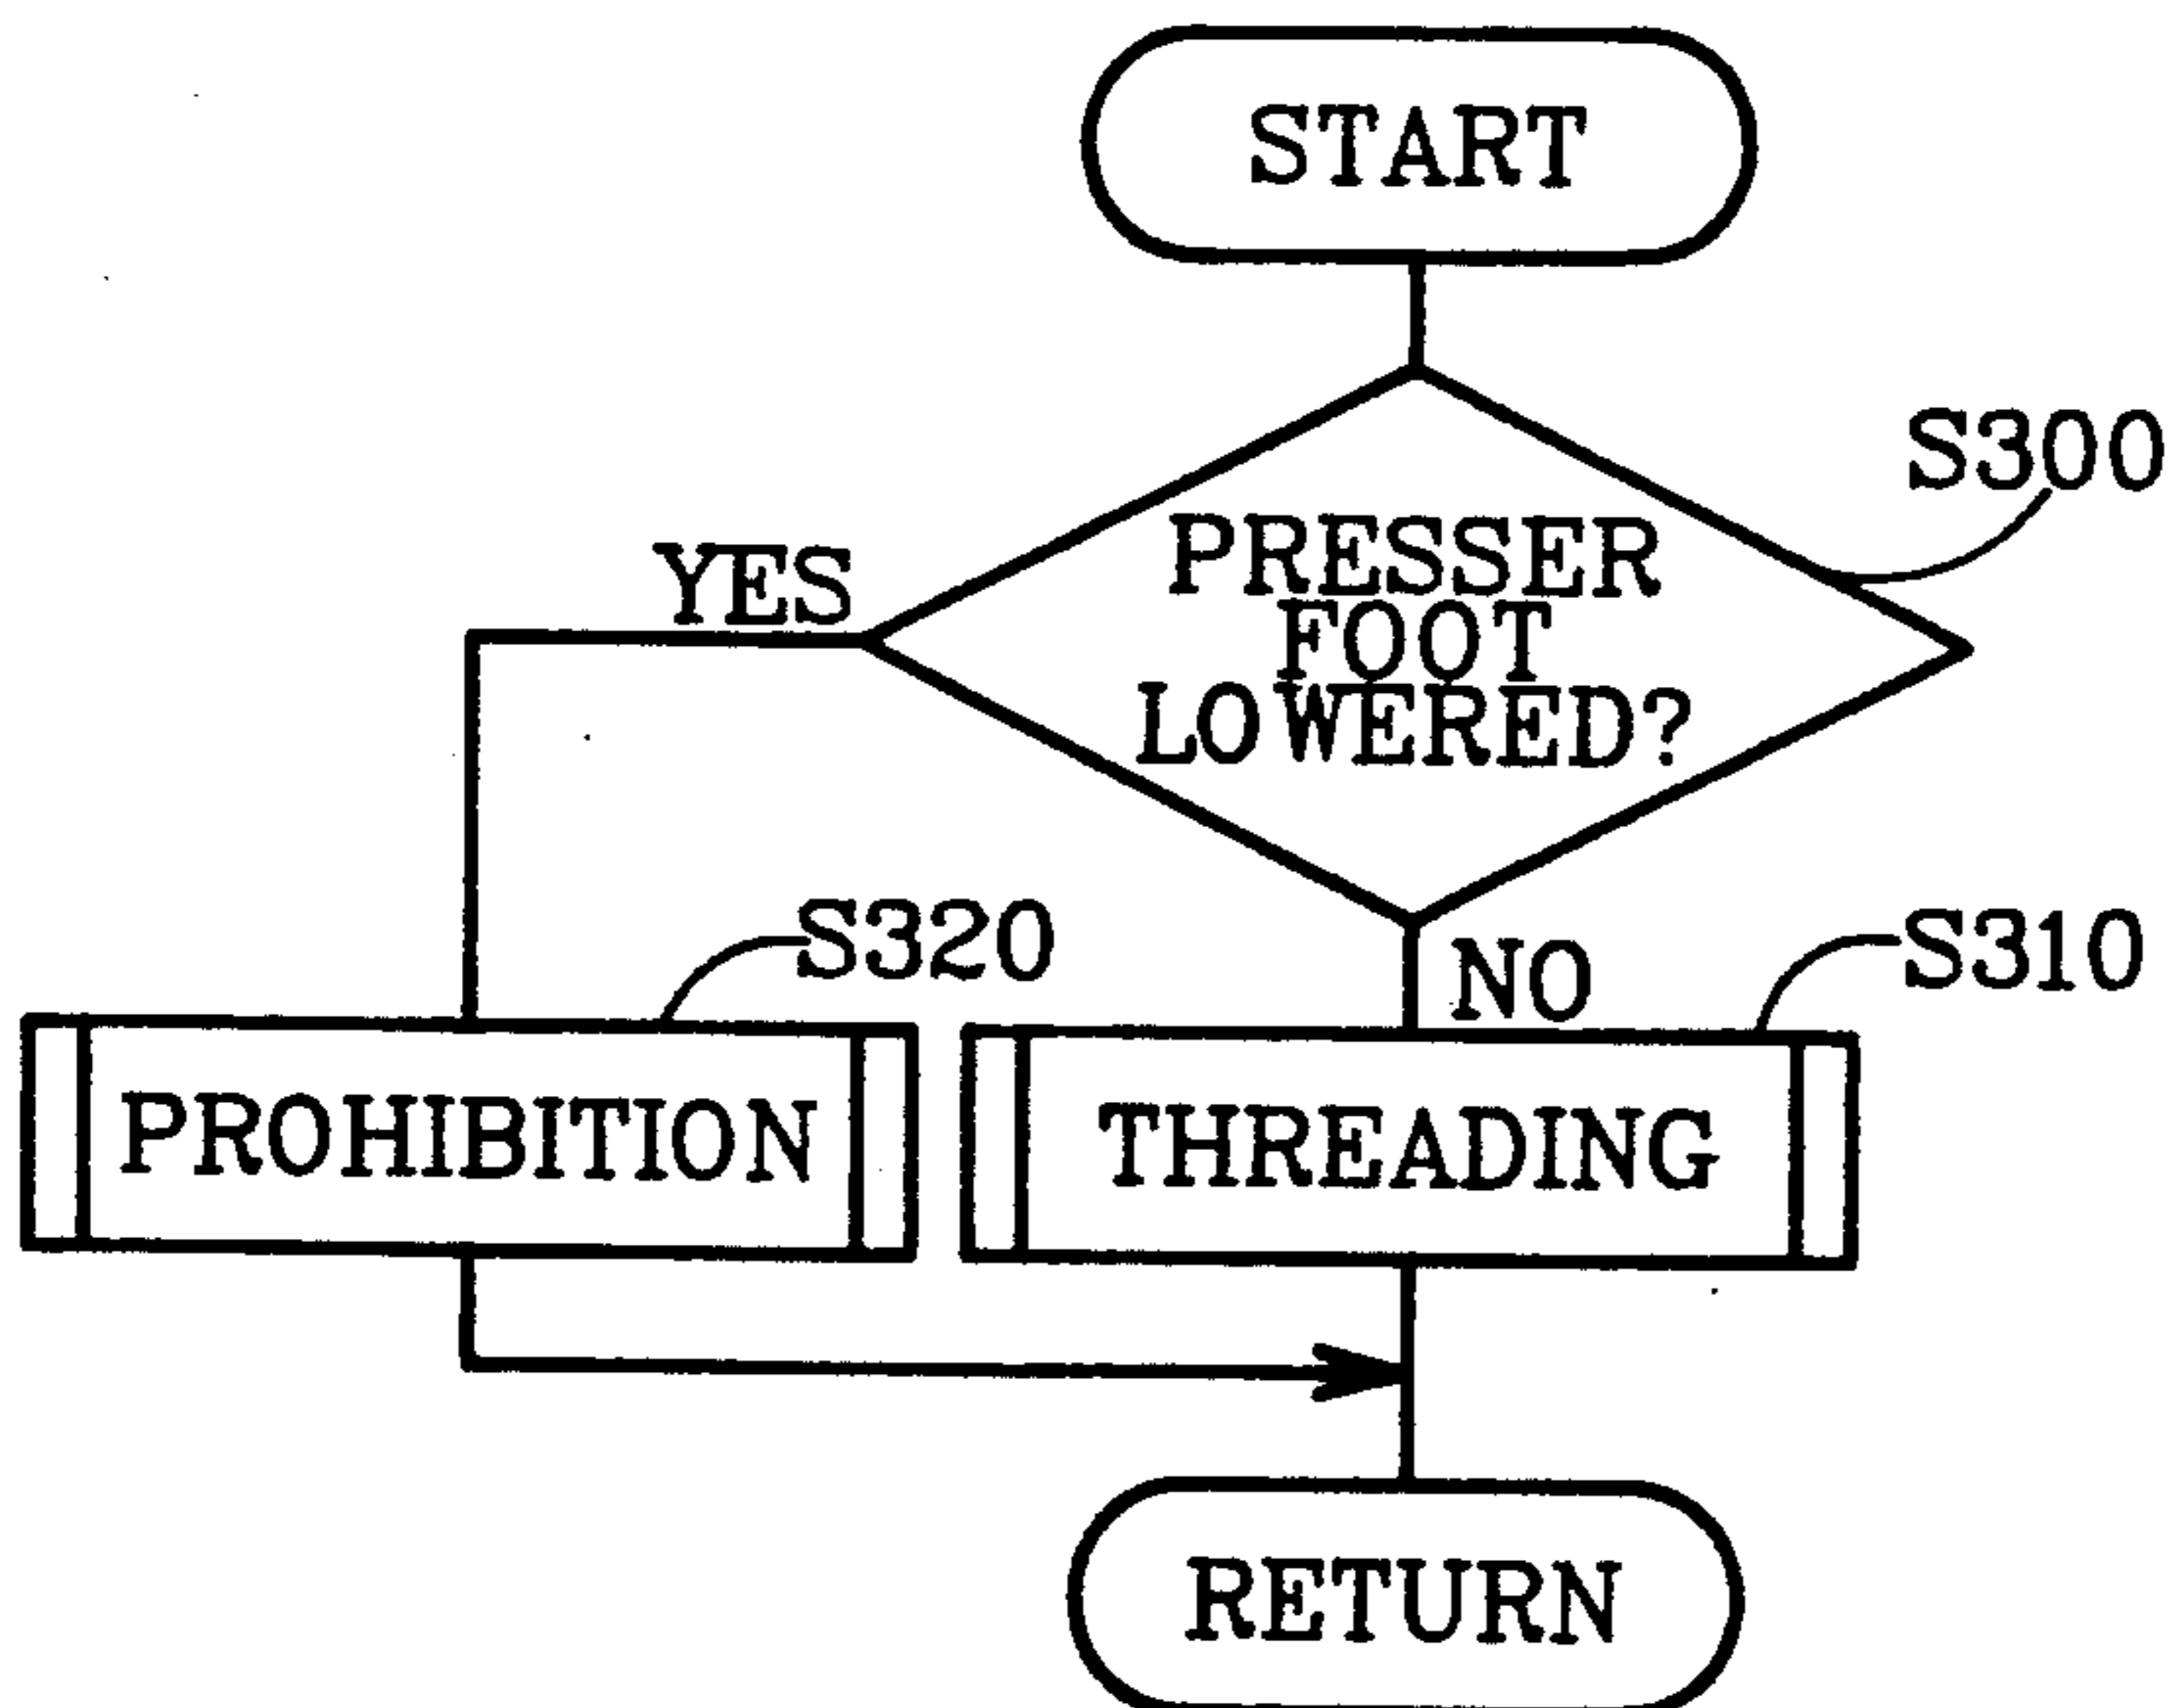 START
S300
YES
PRESSER
FOOT
LOWERED?
S320
NO
S310
PROHIBITION
THREADING
RETURN